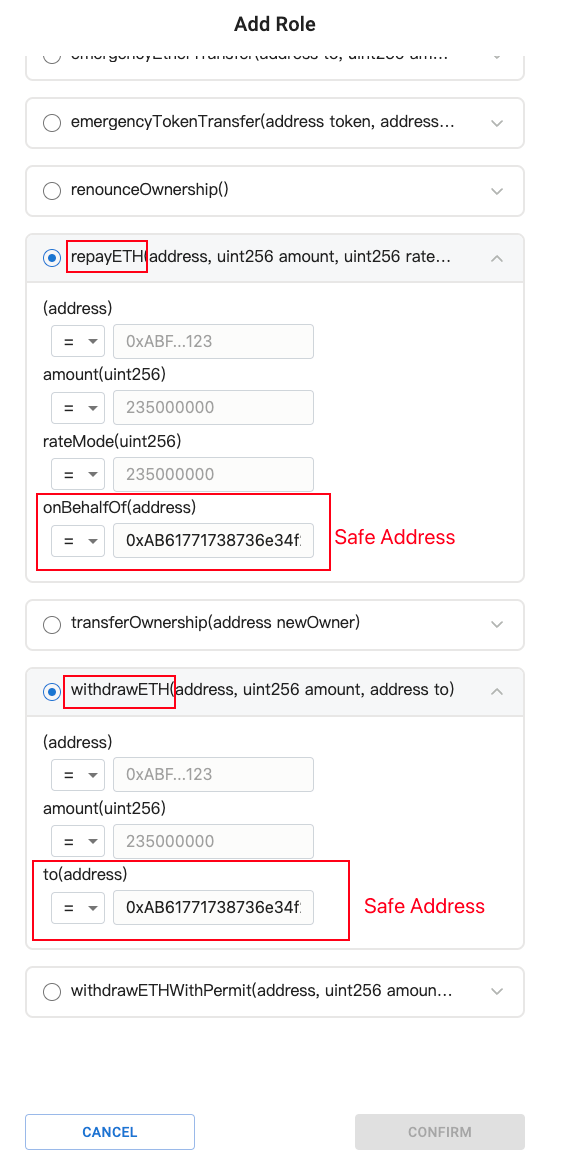 Add Role
emergencyEtherTransfer(address to, uint256 am...
emergencyTokenTransfer(address token, address...
renounceOwnership()
repayETH(address, uint256 amount, uint256 rate...
(address)
= 0xABF...123
amount(uint256)
= 235000000
rateMode(uint256)
= 235000000
onBehalfOf(address)
= 0xAB61771738736e34f Safe Address
transferOwnership(address newOwner)
withdrawETH(address, uint256 amount, address to)
(address)
= 0xABF...123
amount(uint256)
= 235000000
to(address)
= 0xAB61771738736e34f Safe Address
withdrawETHWithPermit(address, uint256 amoun...
CANCEL CONFIRM